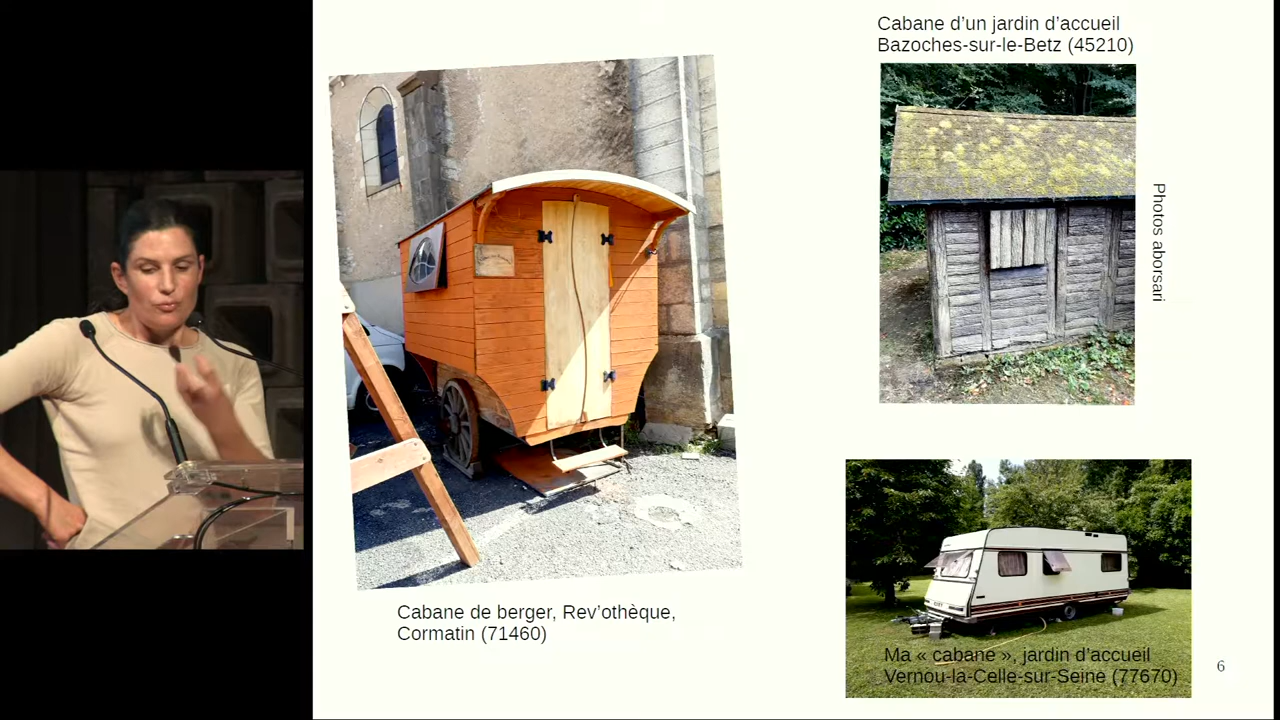 Cabane d’un jardin d’accueil
Bazoches-sur-le-Betz (45210)
Photos aborsari
Cabane de berger, Rev’othèque,
Cormatin (71460)
Ma « cabane », jardin d’accueil
Vernou-la-Celle-sur-Seine (77670)
6